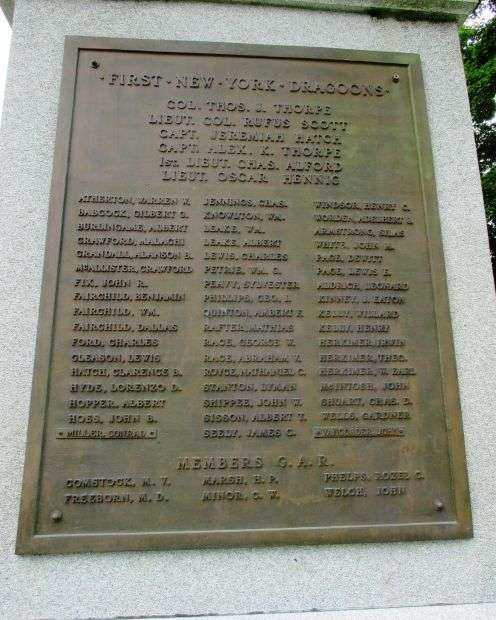 · FIRST · NEW · YORK · DRAGOONS ·
COL. THOS. J. THORPE
LIEUT. COL. RUFUS SCOTT
CAPT. JEREMIAH HATCH
CAPT. ALEX. K. THORPE
1st. LIEUT. CHAS. ALFORD
LIEUT. OSCAR HENNIG
ATHERTON, WARREN W.
BABCOCK, GILBERT G.
BURLINGAME, ALBERT
CRAWFORD, MALACHI
CRANDALL, ALANSON B.
McALLISTER, CRAWFORD
FIX, JOHN R.
FAIRCHILD, BENJAMIN
FAIRCHILD, WM.
FAIRCHILD, DALLAS
FORD, CHARLES
GLEASON, LEWIS
HATCH, CLARENCE B.
HYDE, LORENZO D.
HOPPER, ALBERT
HOSS, JOHN B.
· MILLER, CONRAD ·
JENNINGS, CHAS.
KNOWLTON, WM.
LEAKE, WM.
LEAKE, ALBERT
LEWIS, CHARLES
PETRIE, WM. C.
PEAVY, SYLVESTER
PHILLIPS, GEO. J.
QUINTON, AMBERT F.
RAFTER, MATHIAS
RACE, GEORGE W.
RACE, ABRAHAM V.
ROYCE, NATHANIEL C.
STANTON, LYMAN
SHIPPEE, JOHN W.
SISSON, ALBERT T.
SEEDY, JAMES C.
WINDSOR, HENRY C.
WORDEN, ADELBERT S.
ARMSTRONG, SILAS
WHYTE, JOHN M.
PAGE, DEWITT
PAGE, LEWIS E.
ALDRICH, LEONARD
KINNEY, J. EATON
KELLY, WILLARD
KELLY, HENRY
HERKIMER, IRWIN
HERKIMER, THEO.
HERKIMER, W. EARL
McINTOSH, JOHN
SHUART, CHAS. D.
WELLS, GARDNER
MEMBERS G.A.R.
COMSTOCK, M. V.
FREEBORN, M. D.
MARSH, H. P.
MINOR, C. W.
PHELPS, ROZEL G.
WELCH, JOHN